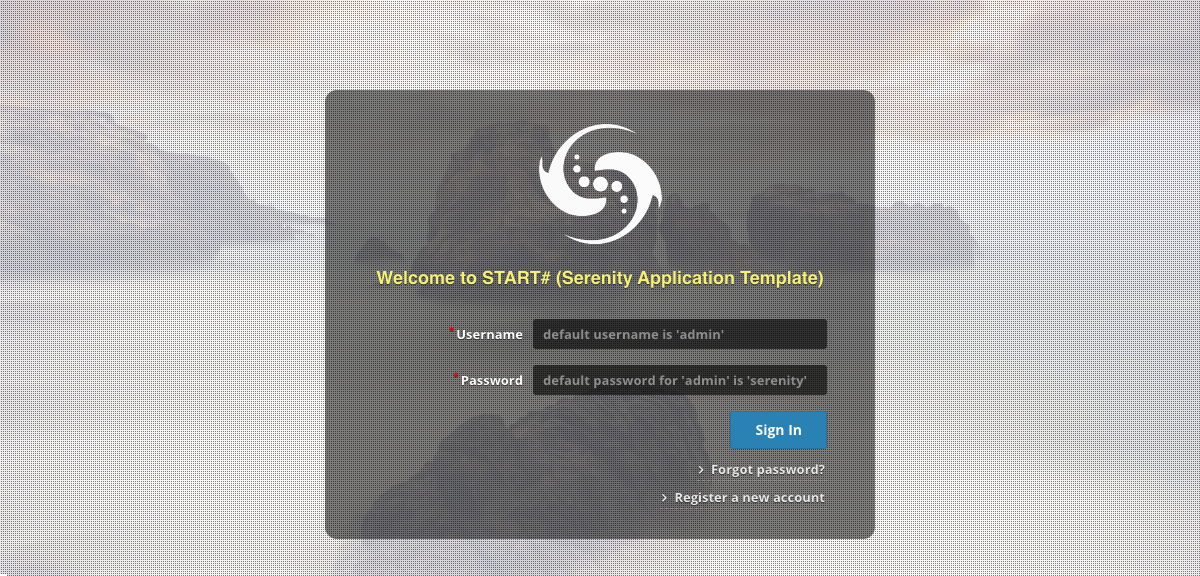 Welcome to START# (Serenity Application Template)
*Username
default username is 'admin'
*Password
default password for 'admin' is 'serenity'
Sign In
› Forgot password?
› Register a new account